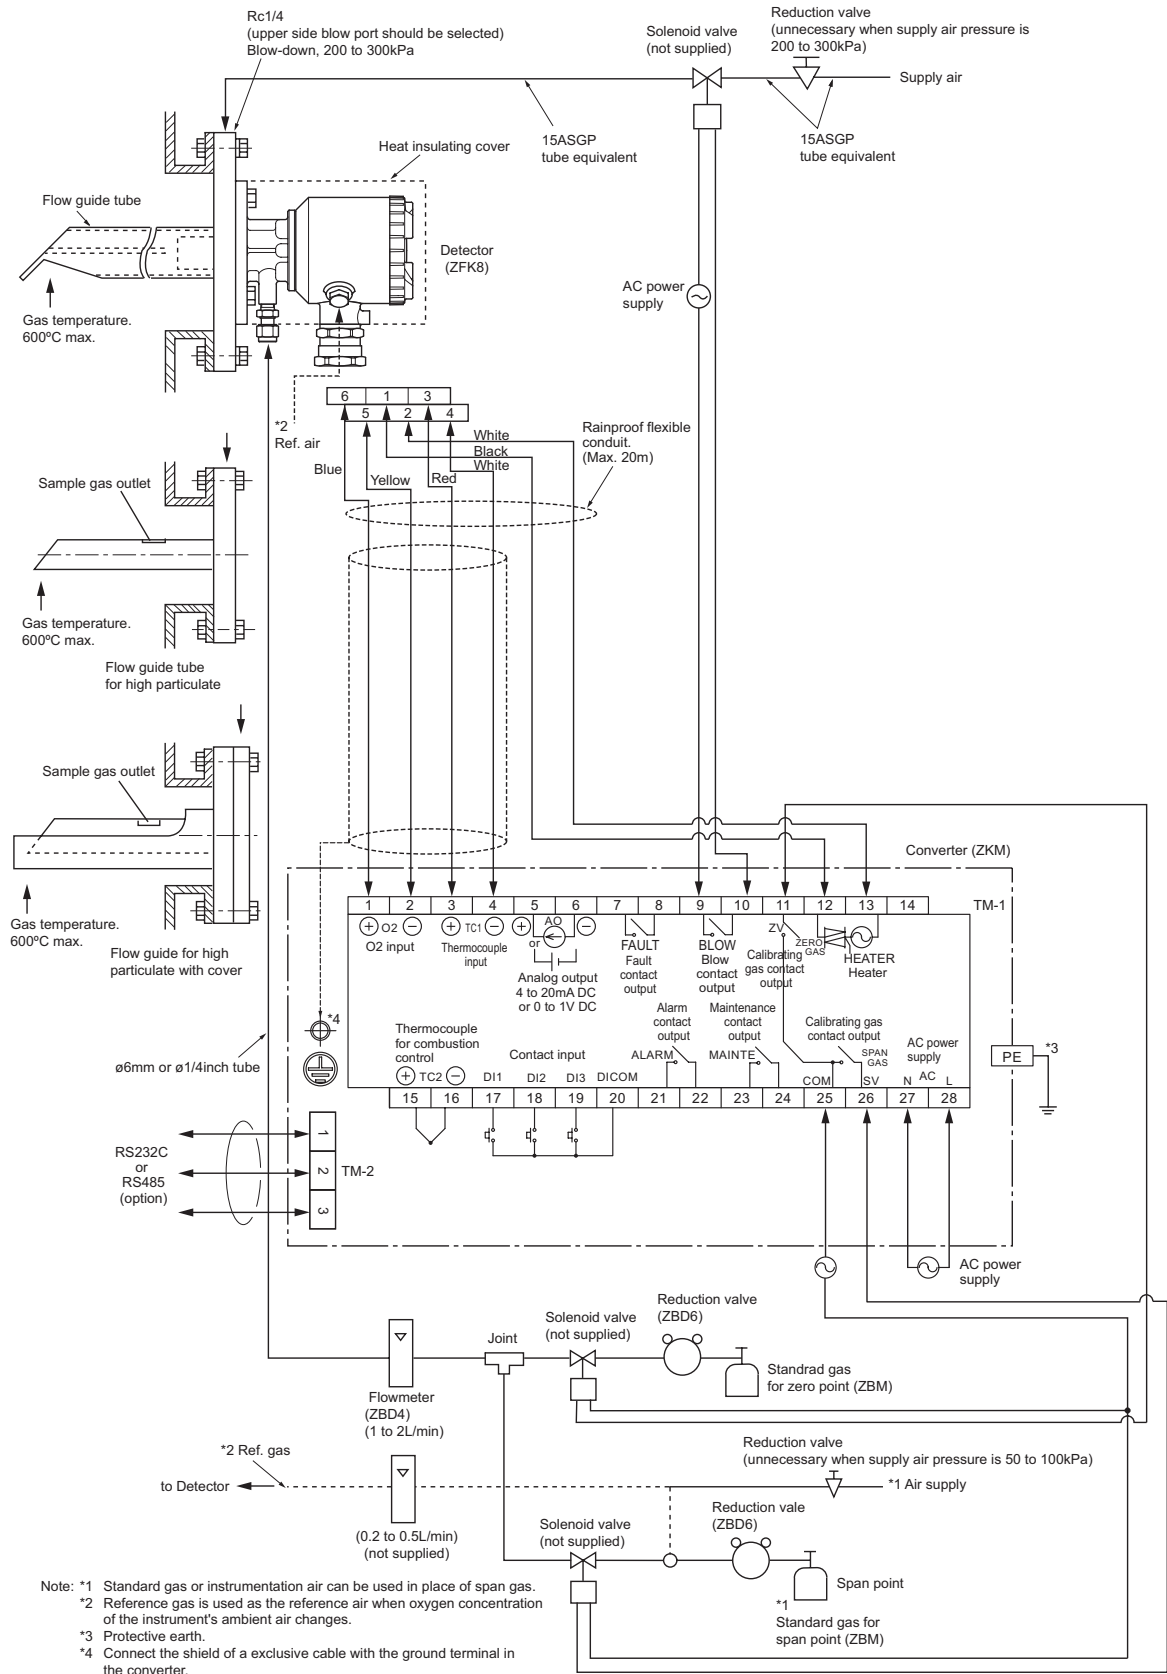 Rc1/4
(upper side blow port should be selected)
Blow-down, 200 to 300kPa
Solenoid valve
(not supplied)
Reduction valve
(unnecessary when supply air pressure is
200 to 300kPa)
Supply air
15ASGP
tube equivalent
15ASGP
tube equivalent
Heat insulating cover
Flow guide tube
Detector
(ZFK8)
AC power
supply
Gas temperature.
600ºC max.
6 1 3
5 2 4
*2
Ref. air
White
Black
White
Blue
Yellow
Red
Rainproof flexible
conduit.
(Max. 20m)
Sample gas outlet
Gas temperature.
600ºC max.
Flow guide tube
for high particulate
Sample gas outlet
Gas temperature.
600ºC max.
Flow guide for high
particulate with cover
Converter (ZKM)
1 2 3 4 5 6 7 8 9 10 11 12 13 14
TM-1
+ O2 −
O2 input
+ TC1 −
Thermocouple
input
+ AO −
or
Analog output
4 to 20mA DC
or 0 to 1V DC
FAULT
Fault
contact
output
BLOW
Blow
contact
output
ZV
ZERO
GAS
Calibrating
gas contact
output
HEATER
Heater
*4
Thermocouple
for combustion
control
+ TC2 −
Contact input
DI1 DI2 DI3 DICOM
Alarm
contact
output
ALARM
Maintenance
contact
output
MAINTE
Calibrating gas
contact output
SPAN
GAS
COM SV
AC power
supply
N AC L
15 16 17 18 19 20 21 22 23 24 25 26 27 28
PE
*3
ø6mm or ø1/4inch tube
RS232C
or
RS485
(option)
1
2
3
TM-2
AC power
supply
Joint
Solenoid valve
(not supplied)
Reduction valve
(ZBD6)
Standrad gas
for zero point (ZBM)
Flowmeter
(ZBD4)
(1 to 2L/min)
*2 Ref. gas
to Detector
(0.2 to 0.5L/min)
(not supplied)
Reduction valve
(unnecessary when supply air pressure is 50 to 100kPa)
*1 Air supply
Solenoid valve
(not supplied)
Reduction vale
(ZBD6)
Span point
*1
Standard gas for
span point (ZBM)
Note: *1 Standard gas or instrumentation air can be used in place of span gas.
*2 Reference gas is used as the reference air when oxygen concentration
of the instrument's ambient air changes.
*3 Protective earth.
*4 Connect the shield of a exclusive cable with the ground terminal in
the converter.